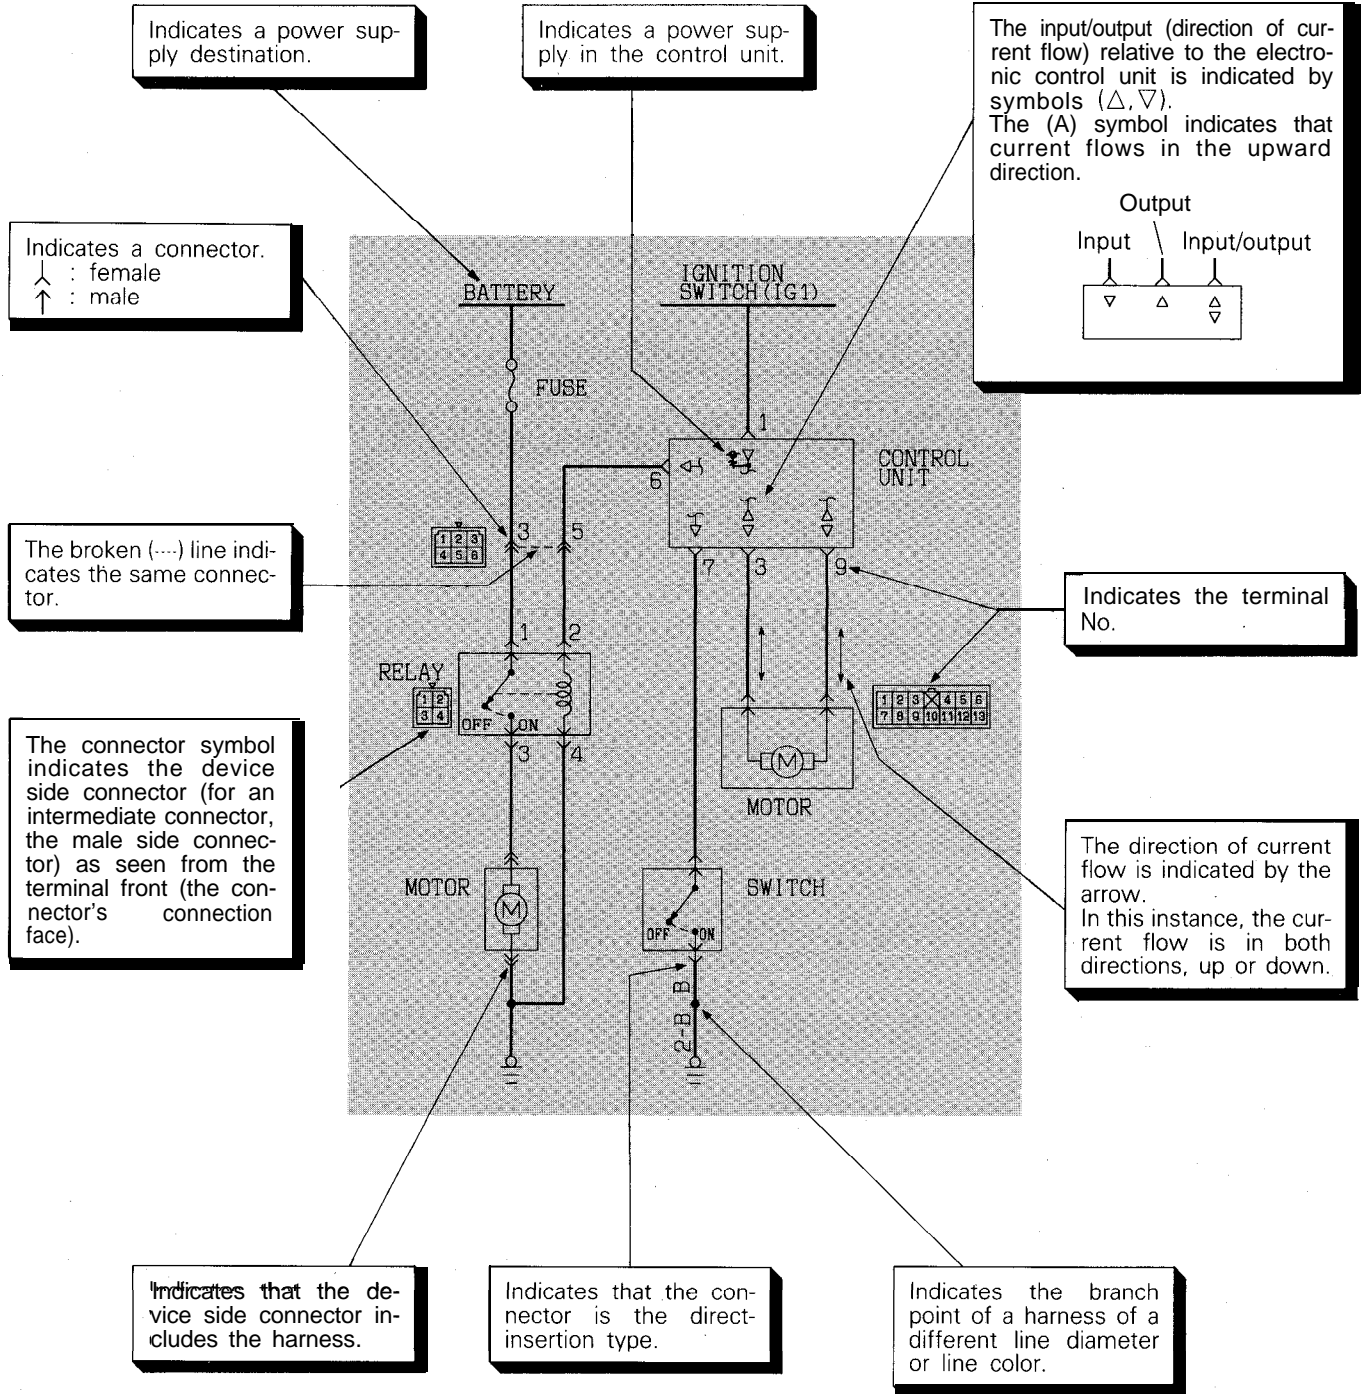 Indicates a power sup-
ply destination.
Indicates a power sup-
ply in the control unit.
The input/output (direction of cur-
rent flow) relative to the electro-
nic control unit is indicated by
symbols (△,▽).
The (A) symbol indicates that
current flows in the upward
direction.
Output
Input
Input/output
Indicates a connector.
: female
↑ : male
BATTERY
IGNITION
SWITCH(IG1)
FUSE
1
CONTROL
UNIT
6
The broken (----) line indi-
cates the same connec-
tor.
1 2 3
4 5 6
3
5
7
3
9
Indicates the terminal
No.
1
2
RELAY
1 2
3 4
OFF
ON
3
4
1 2 3 4 5 6
7 8 9 10 11 12 13
M
MOTOR
The connector symbol
indicates the device
side connector (for an
intermediate connector,
the male side connec-
tor) as seen from the
terminal front (the con-
nector's connection
face).
MOTOR
M
SWITCH
OFF
ON
B
2-B
The direction of current
flow is indicated by the
arrow.
In this instance, the cur-
rent flow is in both
directions, up or down.
Indicates that the de-
vice side connector in-
cludes the harness.
Indicates that the con-
nector is the direct-
insertion type.
Indicates the branch
point of a harness of a
different line diameter
or line color.